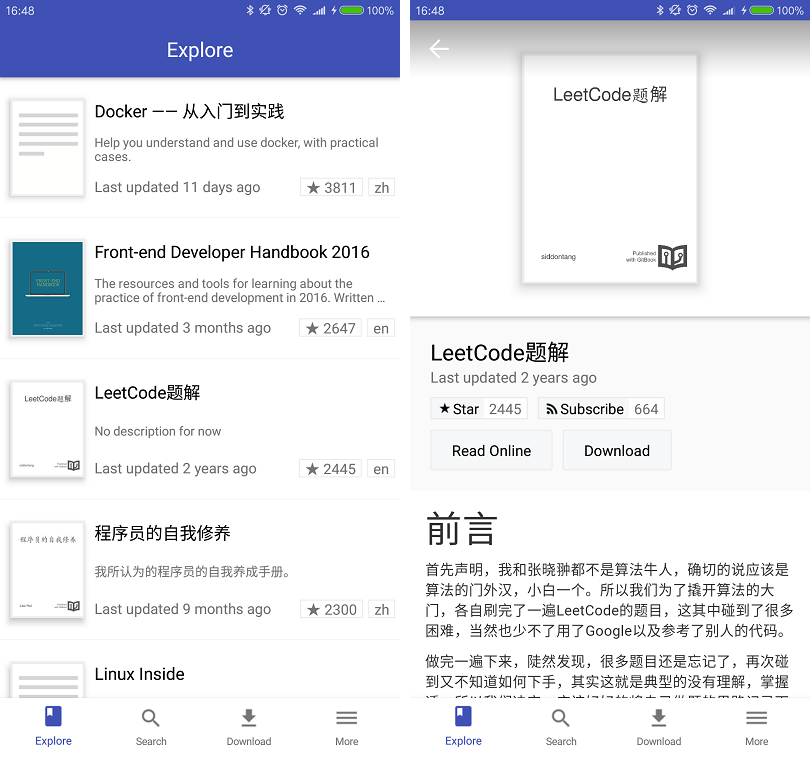 16:48
100%
Explore
Docker —— 从入门到实践
Help you understand and use docker, with practical
cases.
Last updated 11 days ago
★ 3811
zh
FRONT-END
HANDBOOK
Front-end Developer Handbook 2016
The resources and tools for learning about the
practice of front-end development in 2016. Written ...
Last updated 3 months ago
★ 2647
en
LeetCode题解
LeetCode题解
No description for now
Last updated 2 years ago
★ 2445
en
程序员的自我修养
程序员的自我修养
我所认为的程序员的自我养成手册。
Last updated 9 months ago
★ 2300
zh
Linux Inside
Explore
Search
Download
More
16:48
100%
LeetCode题解
siddontang
Published
with GitBook
LeetCode题解
Last updated 2 years ago
★ Star 2445
Subscribe 664
Read Online
Download
前言
首先声明，我和张晓翀都不是算法牛人，确切的说应该是
算法的门外汉，小白一个。所以我们为了撬开算法的大
门，各自刷完了一遍LeetCode的题目，这其中碰到了很多
困难，当然也少不了用了Google以及参考了别人的代码。
做完一遍下来，陡然发现，很多题目还是忘记了，再次碰
到又不知道如何下手，其实这就是典型的没有理解，掌握
Explore
Search
Download
More